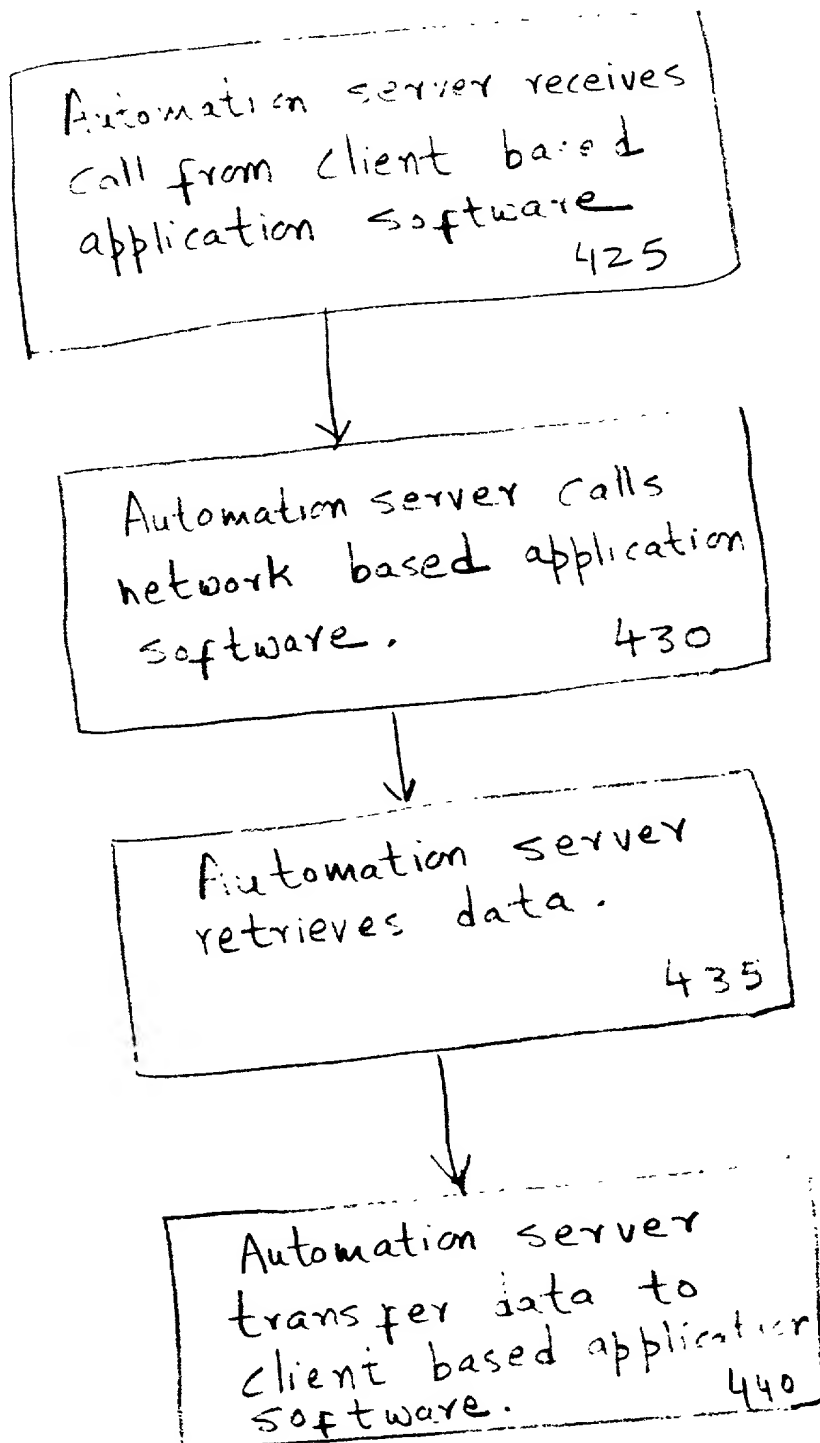 Automation server receives
call from client based
application software
425
Automation server calls
network based application
software.
430
Automation server
retrieves data.
435
Automation server
transfer data to
client based application
software.
440